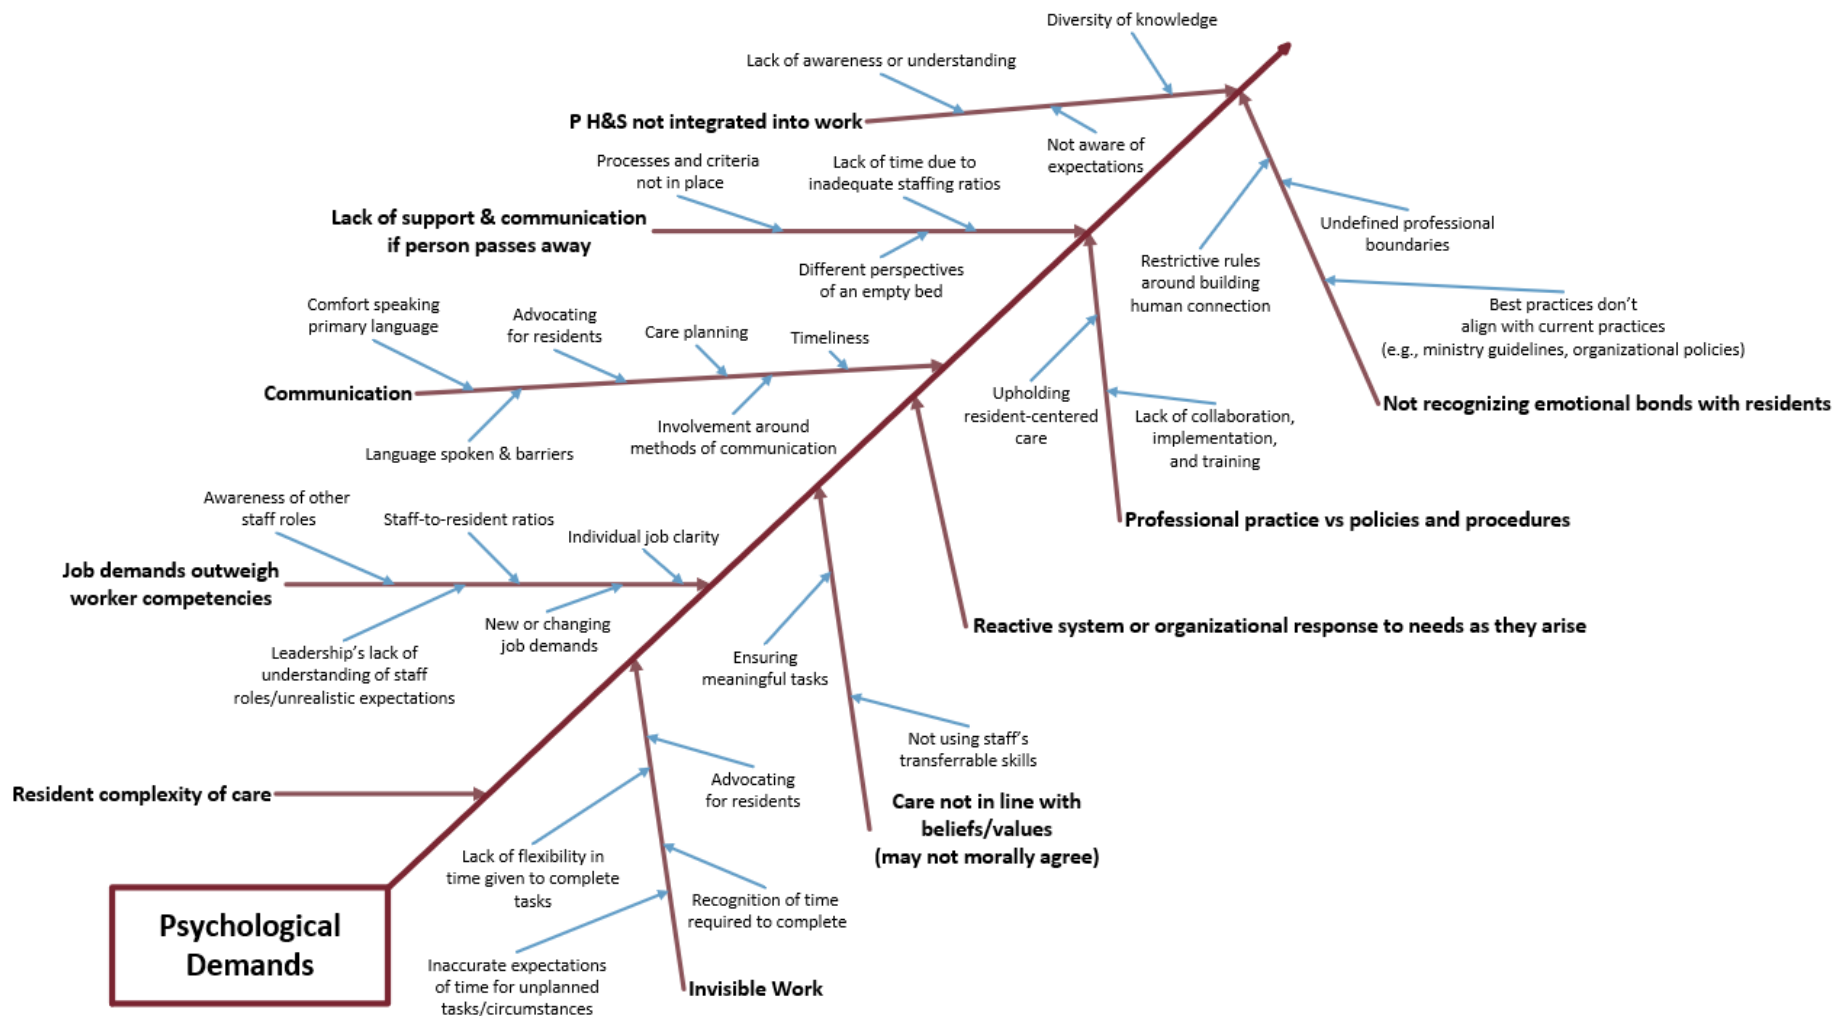 Diversity of knowledge
Lack of awareness or understanding
P H&S not integrated into work
Not aware of
expectations
Processes and criteria
not in place
Lack of time due to
inadequate staffing ratios
Lack of support & communication
if person passes away
Different perspectives
of an empty bed
Undefined professional
boundaries
Restrictive rules
around building
human connection
Best practices don't
align with current practices
(e.g., ministry guidelines, organizational policies)
Not recognizing emotional bonds with residents
Comfort speaking
primary language
Advocating
for residents
Care planning
Timeliness
Communication
Language spoken & barriers
Involvement around
methods of communication
Upholding
resident-centered
care
Lack of collaboration,
implementation,
and training
Professional practice vs policies and procedures
Awareness of other
staff roles
Staff-to-resident ratios
Individual job clarity
Job demands outweigh
worker competencies
Leadership's lack of
understanding of staff
roles/unrealistic expectations
New or changing
job demands
Reactive system or organizational response to needs as they arise
Ensuring
meaningful tasks
Not using staff's
transferrable skills
Care not in line with
beliefs/values
(may not morally agree)
Resident complexity of care
Advocating
for residents
Lack of flexibility in
time given to complete
tasks
Recognition of time
required to complete
Inaccurate expectations
of time for unplanned
tasks/circumstances
Invisible Work
Psychological
Demands